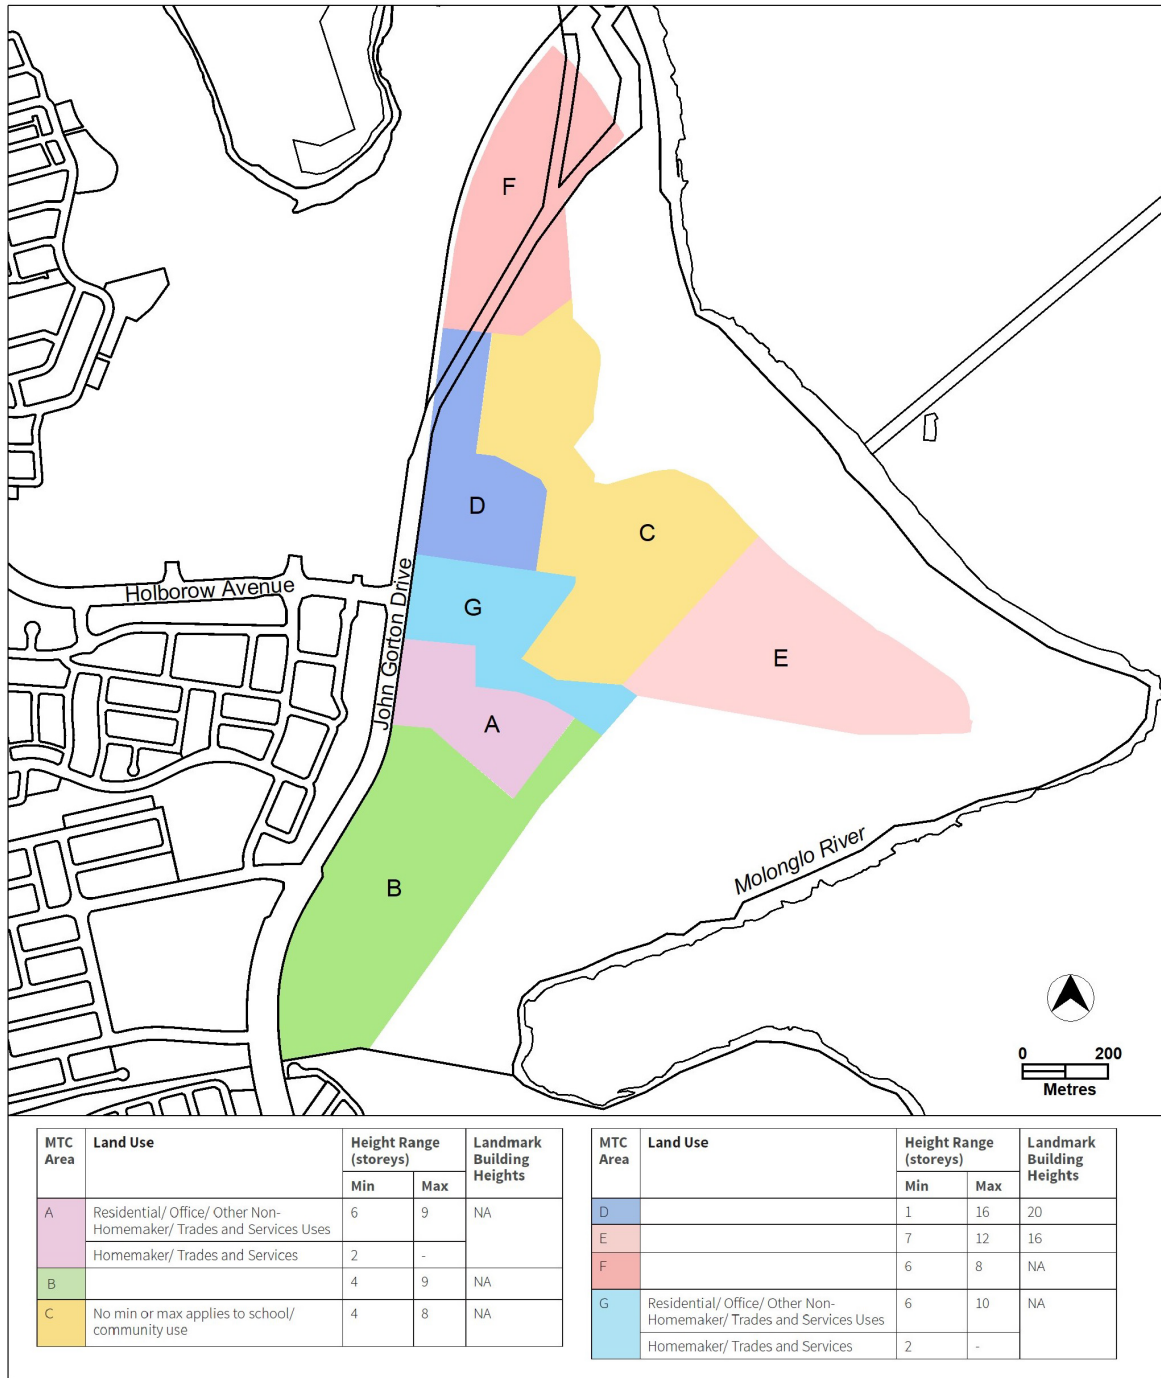 F
D
C
Holborow Avenue
G
John Gorton Drive
E
A
Molonglo River
B
0 200
Metres
MTC Area Land Use Height Range (storeys) Landmark Building Heights
Min Max
A Residential/ Office/ Other Non-Homemaker/ Trades and Services Uses 6 9 NA
Homemaker/ Trades and Services 2 -
B 4 9 NA
C No min or max applies to school/ community use 4 8 NA
MTC Area Land Use Height Range (storeys) Landmark Building Heights
Min Max
D 1 16 20
E 7 12 16
F 6 8 NA
G Residential/ Office/ Other Non-Homemaker/ Trades and Services Uses 6 10 NA
Homemaker/ Trades and Services 2 -